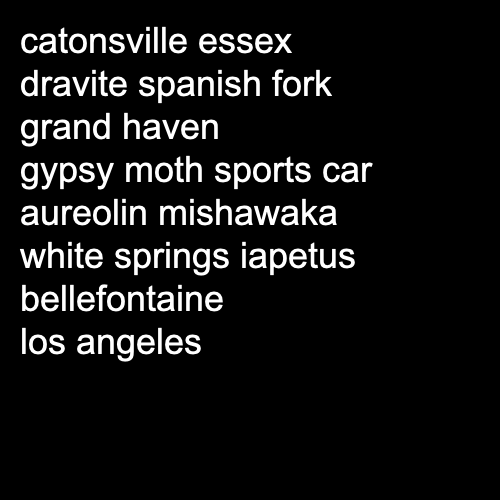 catonsville essex
dravite spanish fork
grand haven
gypsy moth sports car
aureolin mishawaka
white springs iapetus
bellefontaine
los angeles